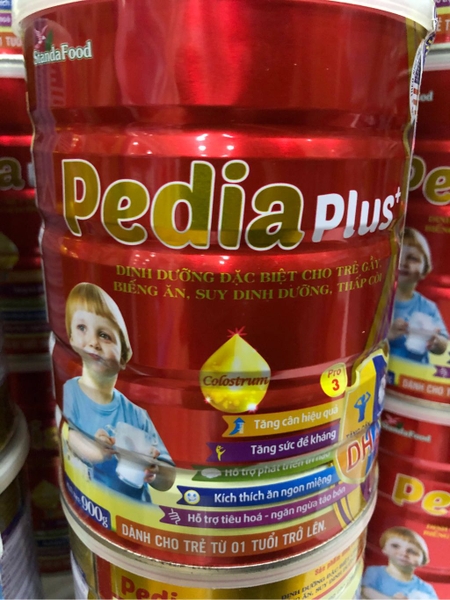 StandaFood
Pedia Plus+
DINH DƯỠNG ĐẶC BIỆT CHO TRẺ GẦY,
BIẾNG ĂN, SUY DINH DƯỠNG, THẤP CÒI
Colostrum
Pro
3
Tăng cân hiệu quả
Tăng sức đề kháng
Hỗ trợ phát triển trí não
Kích thích ăn ngon miệng
Hỗ trợ tiêu hoá - ngăn ngừa táo bón
DH
900g
DÀNH CHO TRẺ TỪ 01 TUỔI TRỞ LÊN.